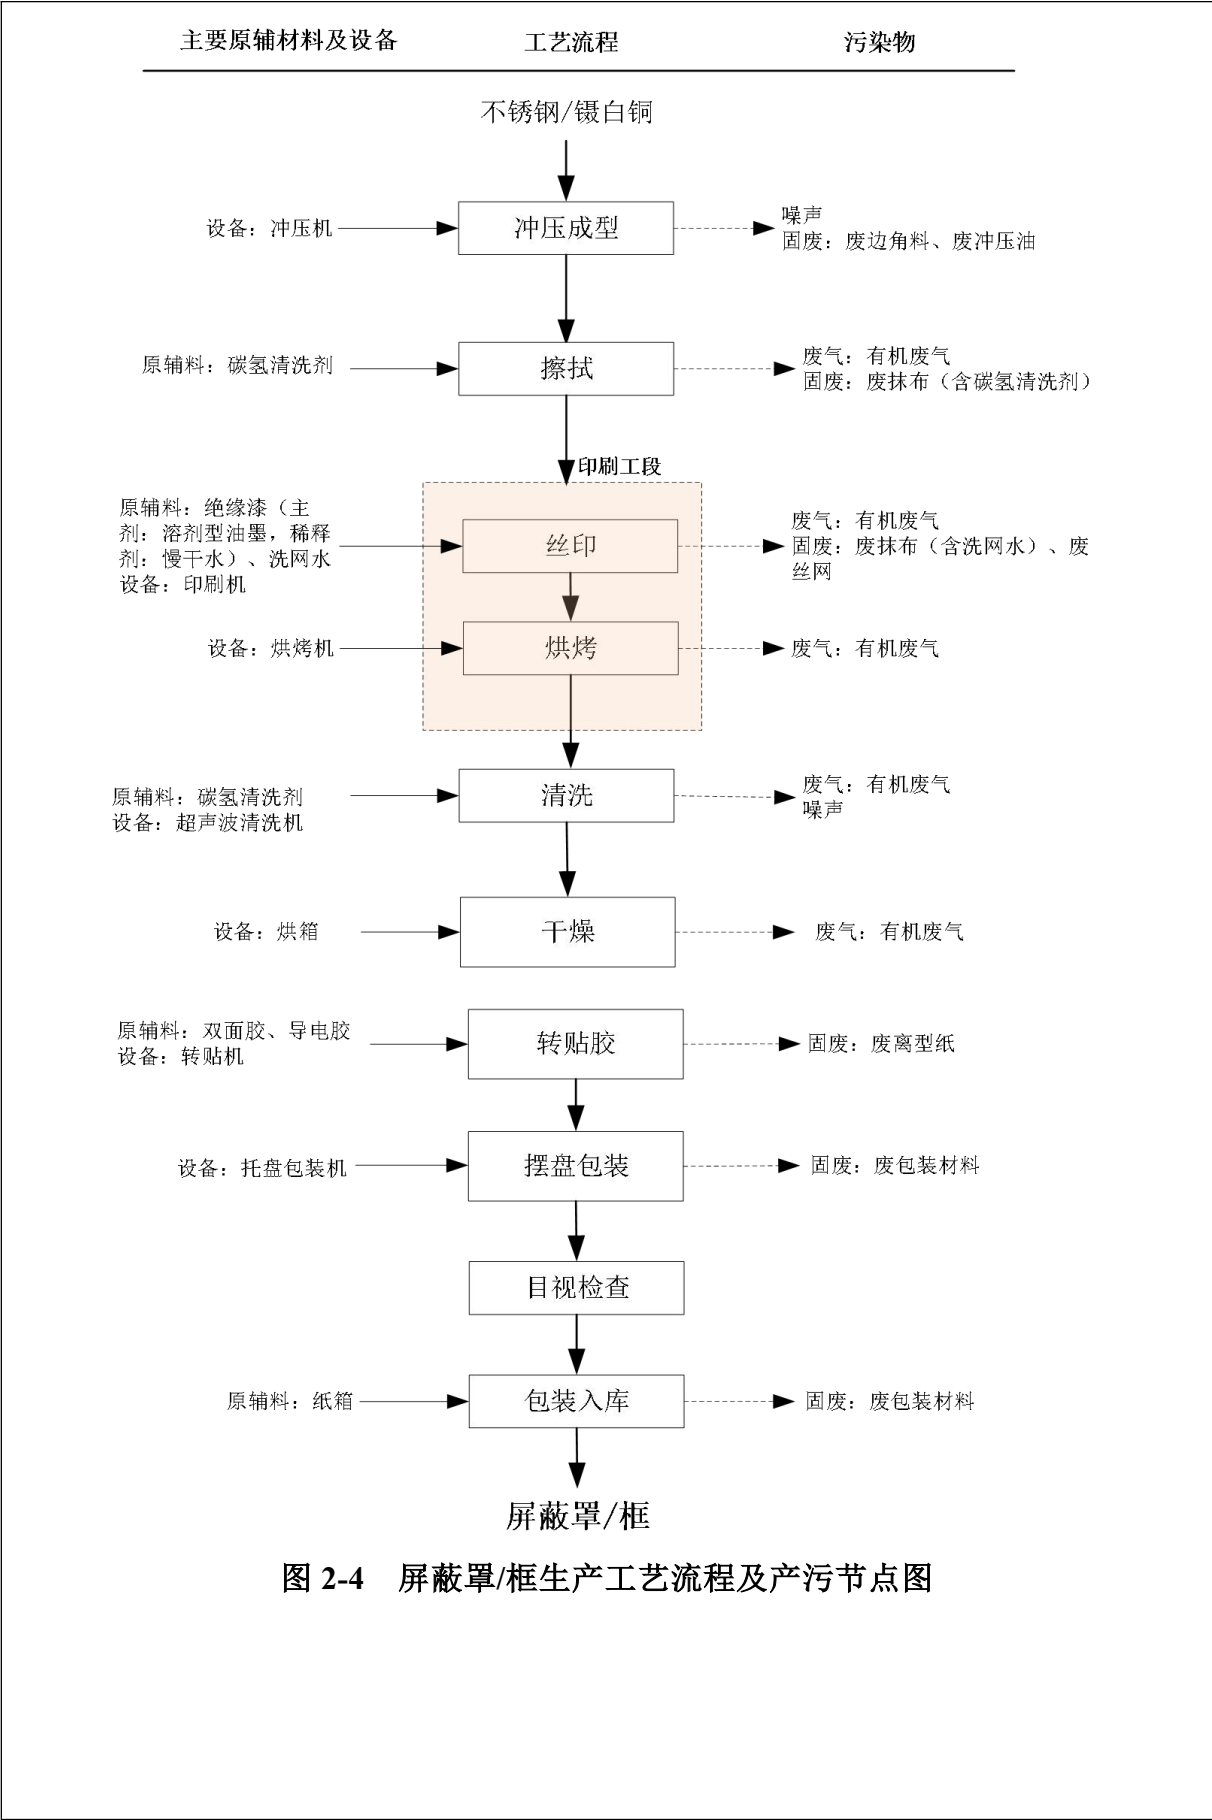 主要原辅材料及设备 工艺流程 污染物
不锈钢/镍白铜
设备：冲压机 冲压成型 噪声
固废：废边角料、废冲压油
原辅料：碳氢清洗剂 擦拭 废气：有机废气
固废：废抹布（含碳氢清洗剂）
印刷工段
原辅料：绝缘漆（主
剂：溶剂型油墨，稀释
剂：慢干水）、洗网水
设备：印刷机
丝印
废气：有机废气
固废：废抹布（含洗网水）、废
丝网
设备：烘烤机 烘烤 废气：有机废气
原辅料：碳氢清洗剂
设备：超声波清洗机
清洗
废气：有机废气
噪声
设备：烘箱 干燥 废气：有机废气
原辅料：双面胶、导电胶
设备：转贴机
转贴胶
固废：废离型纸
设备：托盘包装机 摆盘包装 固废：废包装材料
目视检查
原辅料：纸箱 包装入库 固废：废包装材料
屏蔽罩/框
图 2-4 屏蔽罩/框生产工艺流程及产污节点图